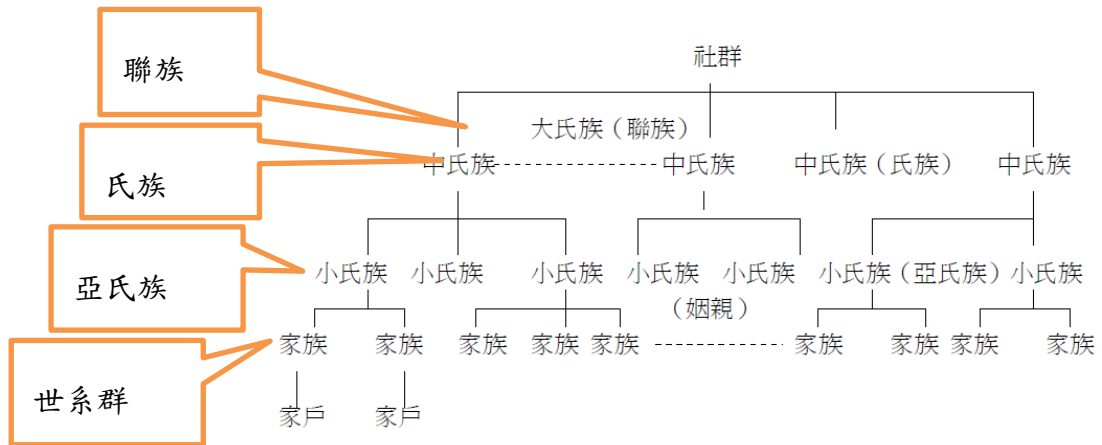 社群
聯族
大氏族（聯族）
中氏族 中氏族 中氏族（氏族） 中氏族
氏族
小氏族 小氏族 小氏族 小氏族 小氏族 小氏族（亞氏族）小氏族
亞氏族
（姻親）
家族 家族 家族 家族 家族 家族 家族 家族 家族
世系群
家戶 家戶